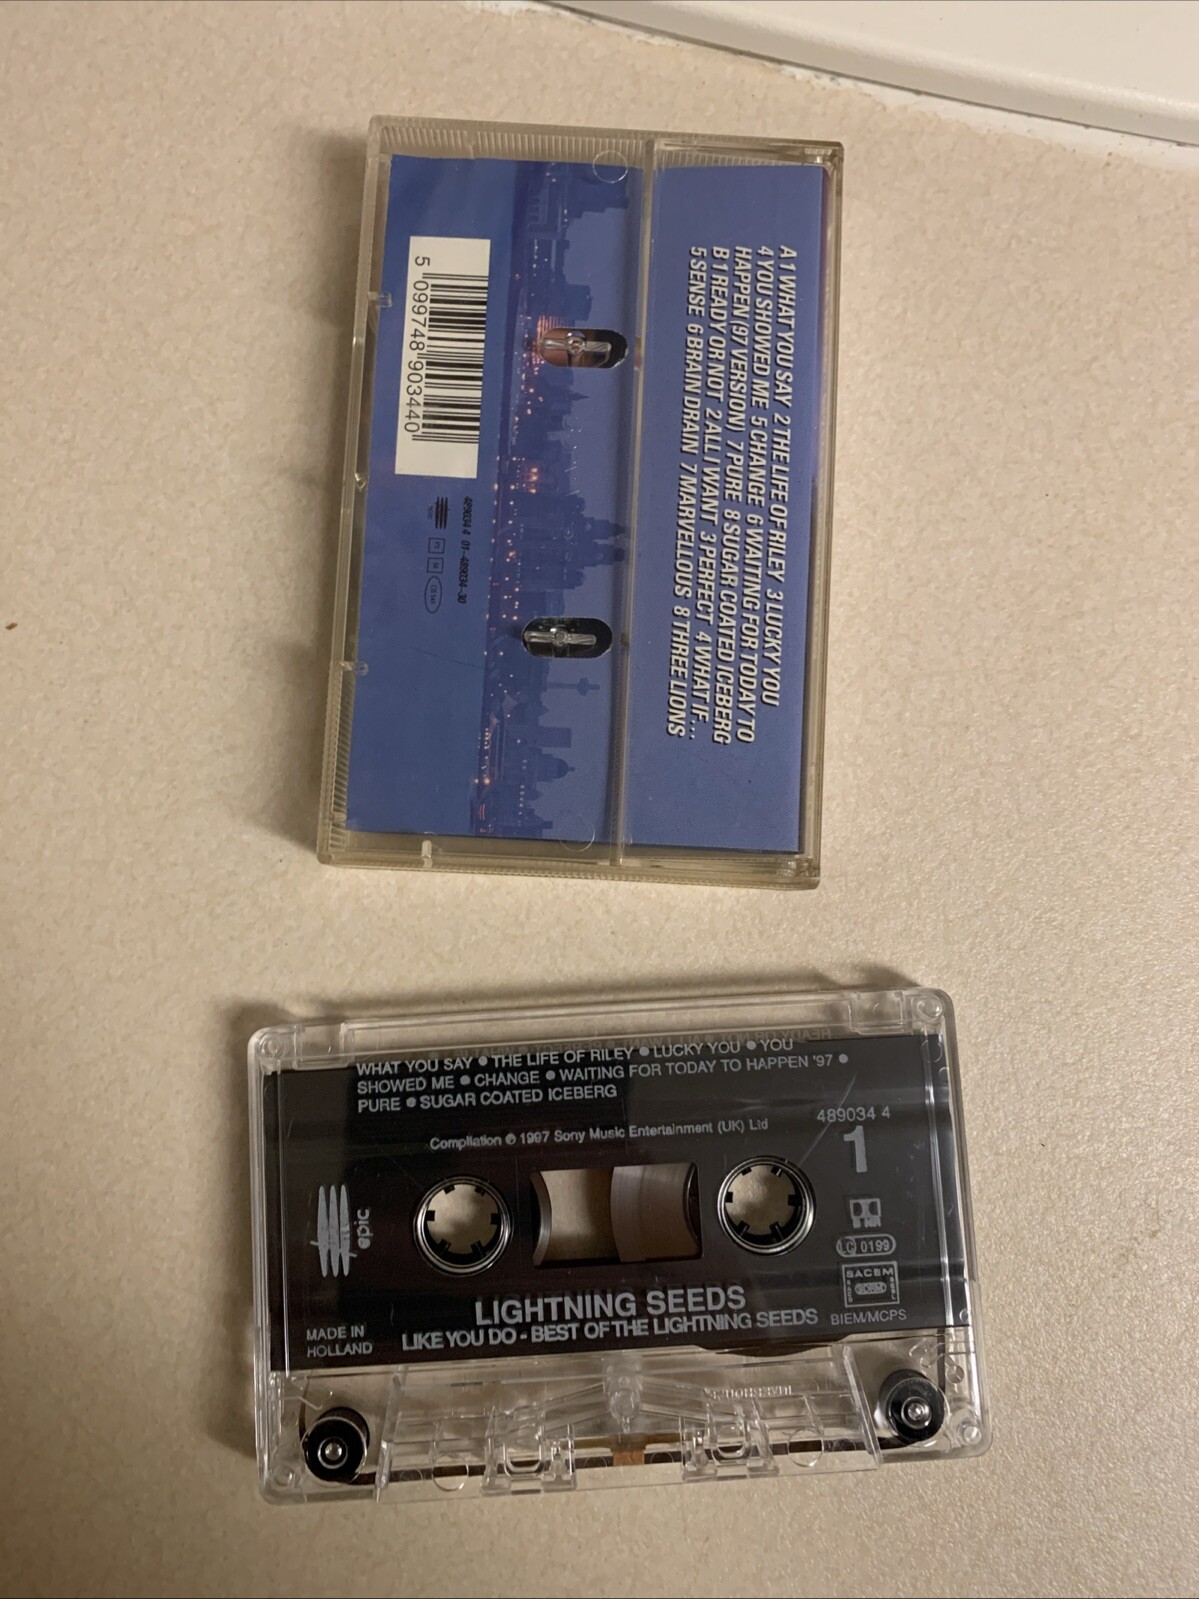 A 1 WHAT YOU SAY 2 THE LIFE OF RILEY 3 LUCKY YOU
4 YOU SHOWED ME 5 CHANGE 6 WAITING FOR TODAY TO
HAPPEN (97 VERSION) 7 PURE 8 SUGAR COATED ICEBERG
B 1 READY OR NOT 2 ALL I WANT 3 PERFECT 4 WHAT IF...
5 SENSE 6 BRAIN DRAIN 7 MARVELLOUS 8 THREE LIONS
5 099748 903440
489034 4 01-489034-30
WHAT YOU SAY ● THE LIFE OF RILEY ● LUCKY YOU ● YOU
SHOWED ME ● CHANGE ● WAITING FOR TODAY TO HAPPEN '97 ●
PURE ● SUGAR COATED ICEBERG
Compilation ℗ 1997 Sony Music Entertainment (UK) Ltd
489034 4
1
epic
LC 0199
SACEM
BIEM/MCPS
LIGHTNING SEEDS
LIKE YOU DO - BEST OF THE LIGHTNING SEEDS
MADE IN
HOLLAND